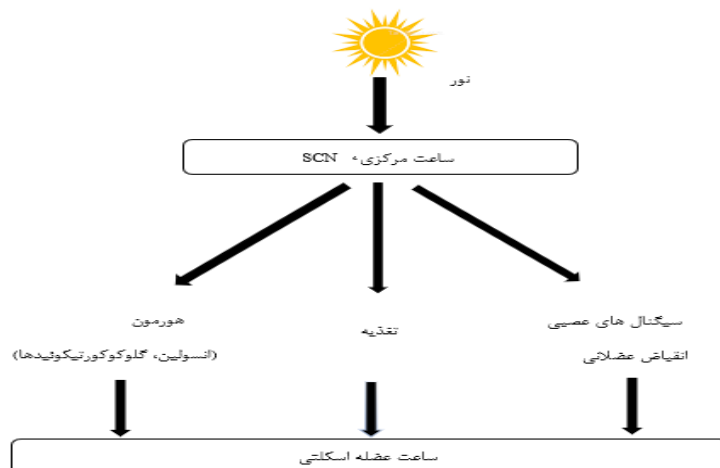 نور
ساعت مرکزی، SCN
سیگنال های عصبی
انقباض عضلانی
تغذیه
هورمون
(انسولین، گلوکوکورتیکوئیدها)
ساعت عضله اسکلتی